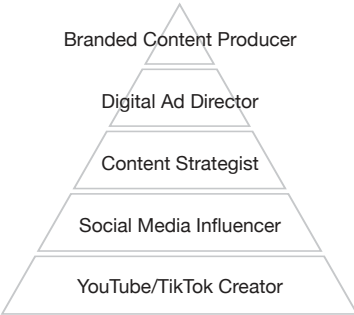 Branded Content Producer
Digital Ad Director
Content Strategist
Social Media Influencer
YouTube/TikTok Creator